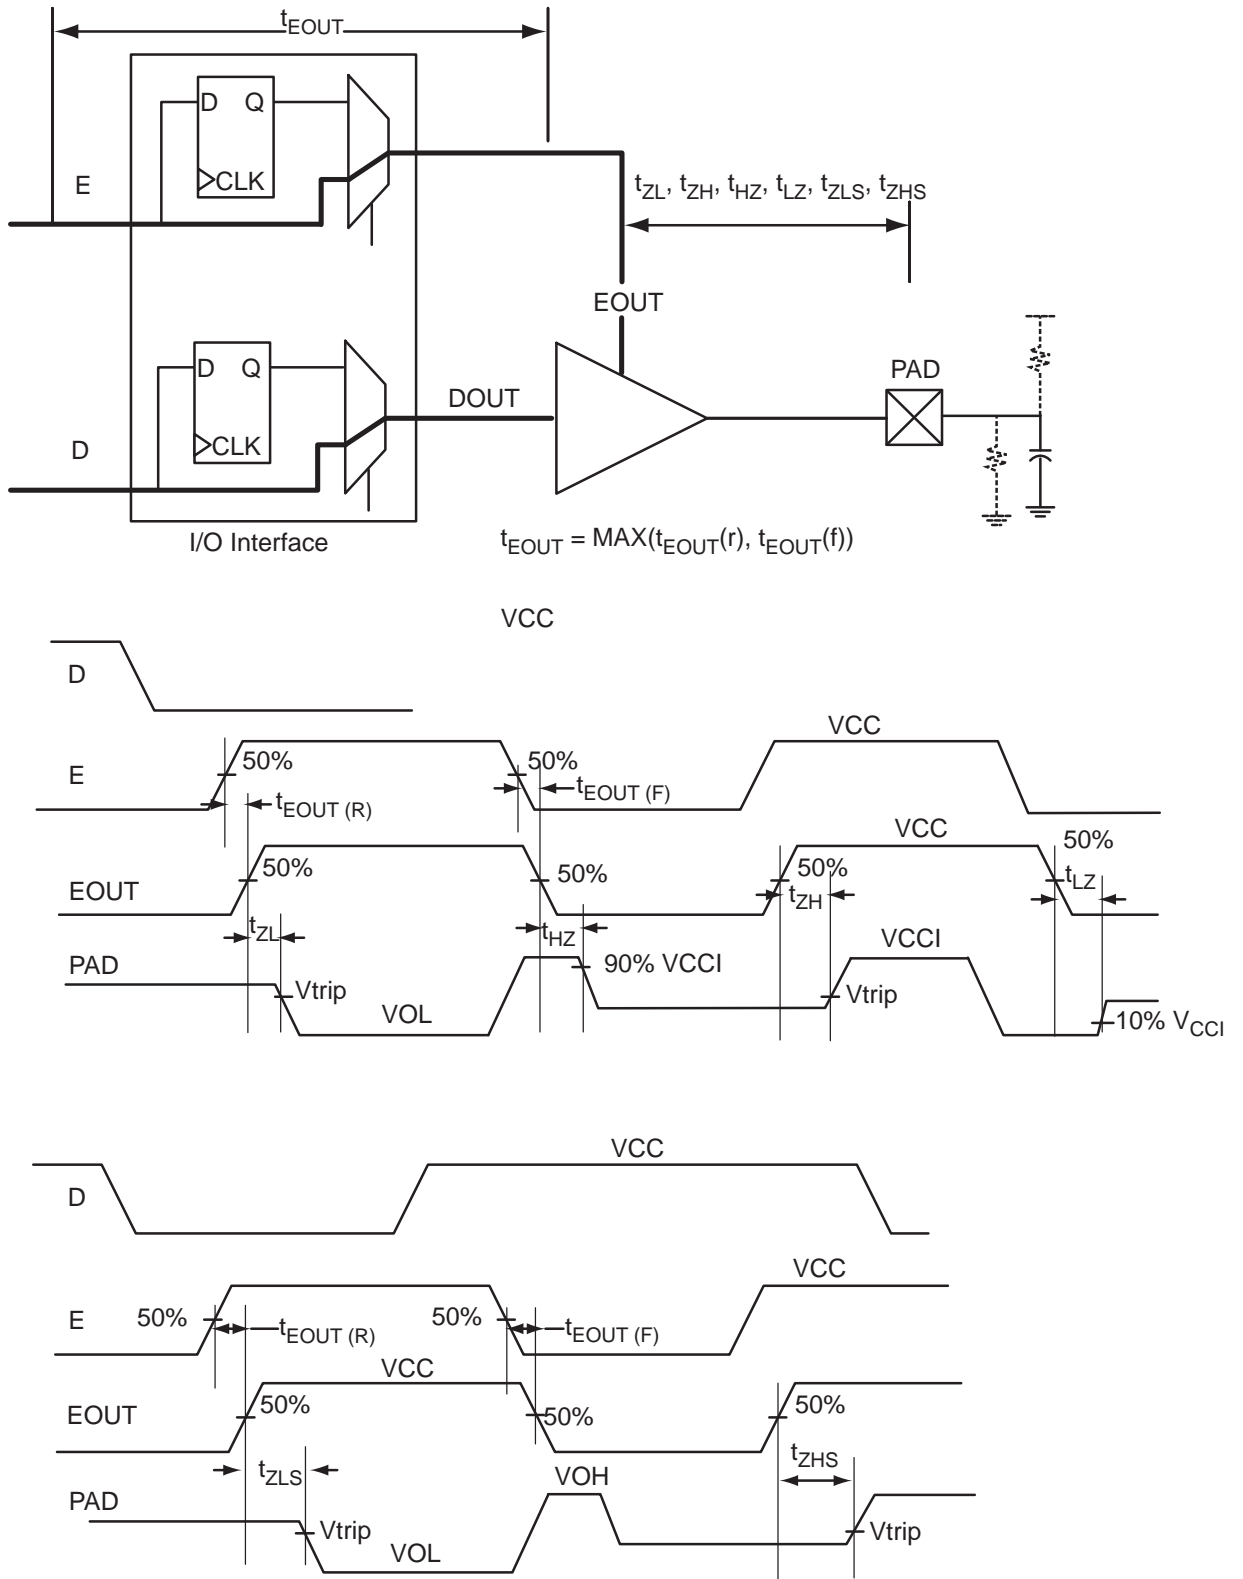 tEOUT
D Q
CLK
E
tZL, tZH, tHZ, tLZ, tZLS, tZHS
EOUT
D Q
CLK
DOUT
PAD
D
I/O Interface
tEOUT = MAX(tEOUT(r), tEOUT(f))
VCC
D
VCC
E
50%
50%
tEOUT (R)
tEOUT (F)
VCC
50%
EOUT
50%
50%
50%
tZL
tHZ
tZH
tLZ
PAD
Vtrip
VOL
90% VCCI
Vtrip
VCCI
10% VCCI
VCC
D
VCC
E
50%
tEOUT (R)
50%
tEOUT (F)
VCC
EOUT
50%
50%
50%
tZLS
VOH
tZHS
PAD
Vtrip
VOL
Vtrip